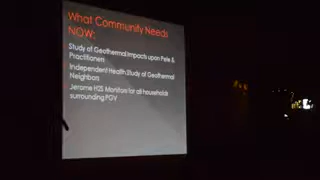 What Community Needs
NOW:
Study of Geothermal Impacts upon Pele &
Practitioners
Independent Health Study of Geothermal
Neighbors
Jerome H2S Monitors for all households
surrounding PGV